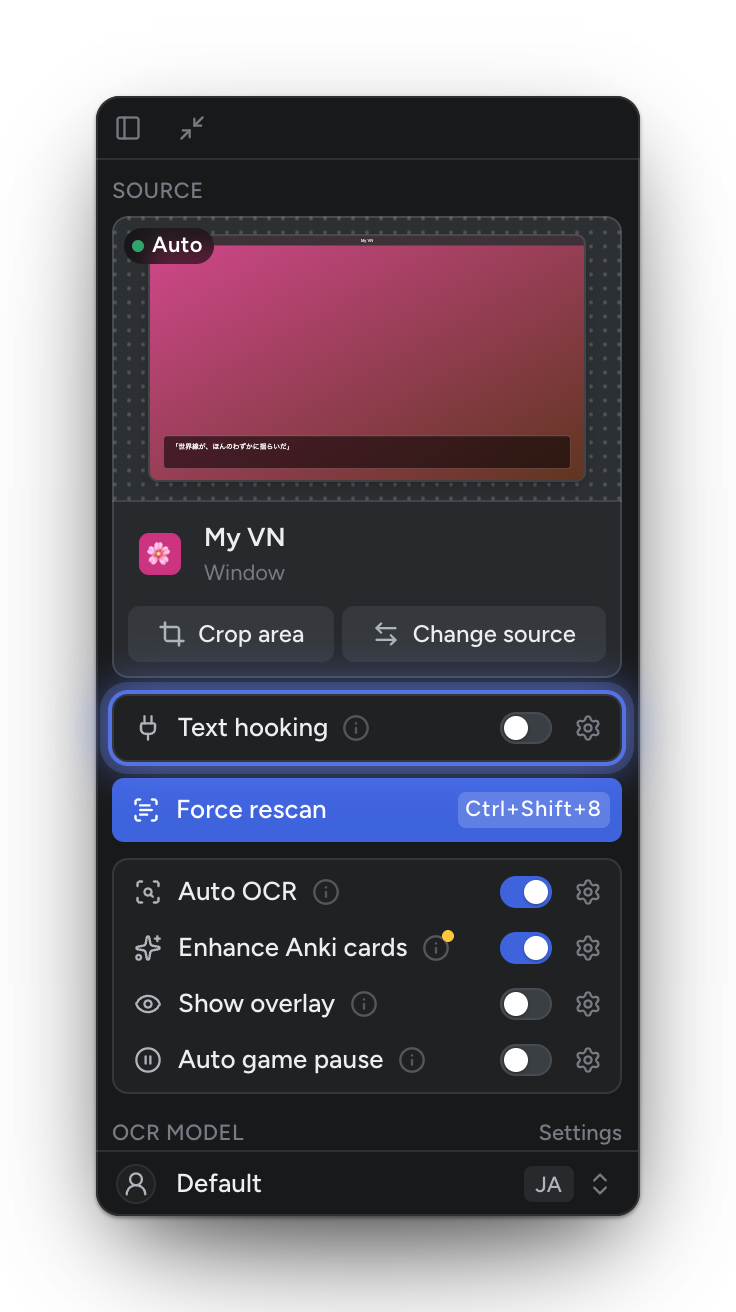 SOURCE
Auto
My VN
「世界線が、ほんのわずかに揺らいだ」
My VN
Window
Crop area
Change source
Text hooking
Force rescan
Ctrl+Shift+8
Auto OCR
Enhance Anki cards
Show overlay
Auto game pause
OCR MODEL
Settings
Default
JA